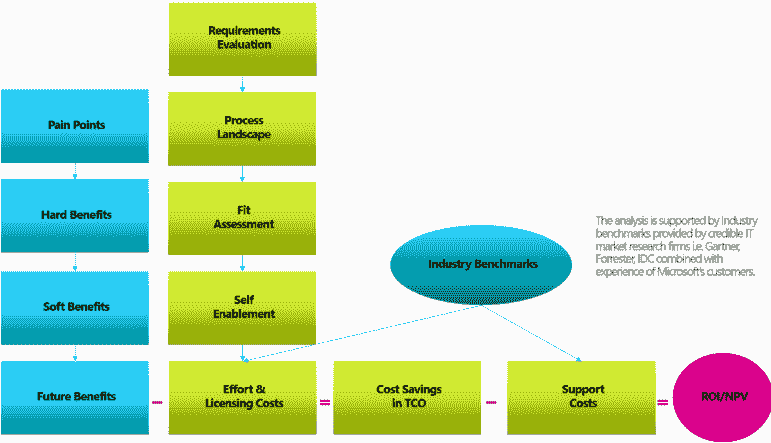 Requirements
Evaluation
Pain Points
Process
Landscape
Hard Benefits
Fit
Assessment
The analysis is supported by Industry
benchmarks provided by credible IT
market research firms i.e. Gartner,
Forrester, IDC combined with
experience of Microsoft's customers.
Industry Benchmarks
Soft Benefits
Self
Enablement
Future Benefits
Effort &
Licensing Costs
=
Cost Savings
in TCO
Support
Costs
=
ROI/NPV